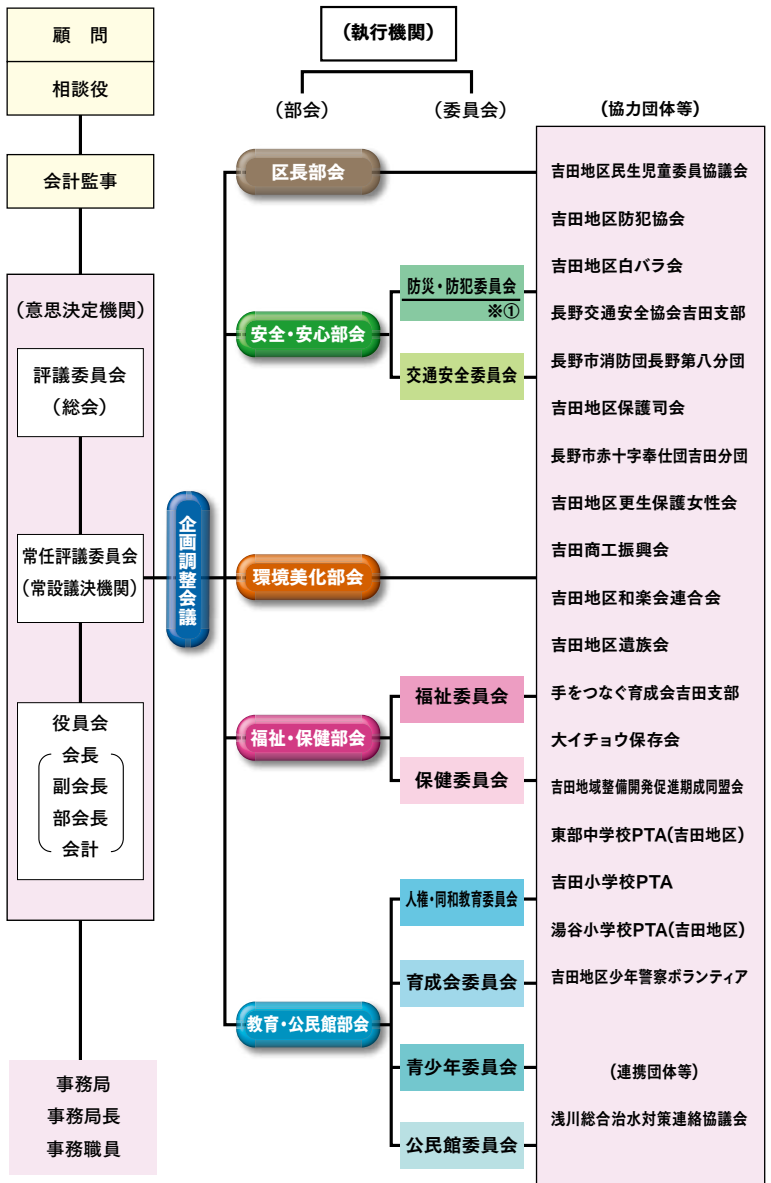 顧　問
相談役
会計監事
(意思決定機関)
評議委員会
(総会)
常任評議委員会
(常設議決機関)
役員会
会長
副会長
部会長
会計
事務局
事務局長
事務職員
企画調整会議
(執行機関)
(部会)
(委員会)
区長部会
安全・安心部会
防災・防犯委員会
※①
交通安全委員会
環境美化部会
福祉・保健部会
福祉委員会
保健委員会
教育・公民館部会
人権・同和教育委員会
育成会委員会
青少年委員会
公民館委員会
(協力団体等)
吉田地区民生児童委員協議会
吉田地区防犯協会
吉田地区白バラ会
長野交通安全協会吉田支部
長野市消防団長野第八分団
吉田地区保護司会
長野市赤十字奉仕団吉田分団
吉田地区更生保護女性会
吉田商工振興会
吉田地区和楽会連合会
吉田地区遺族会
手をつなぐ育成会吉田支部
大イチョウ保存会
吉田地域整備開発促進期成同盟会
東部中学校PTA(吉田地区)
吉田小学校PTA
湯谷小学校PTA(吉田地区)
吉田地区少年警察ボランティア
(連携団体等)
浅川総合治水対策連絡協議会